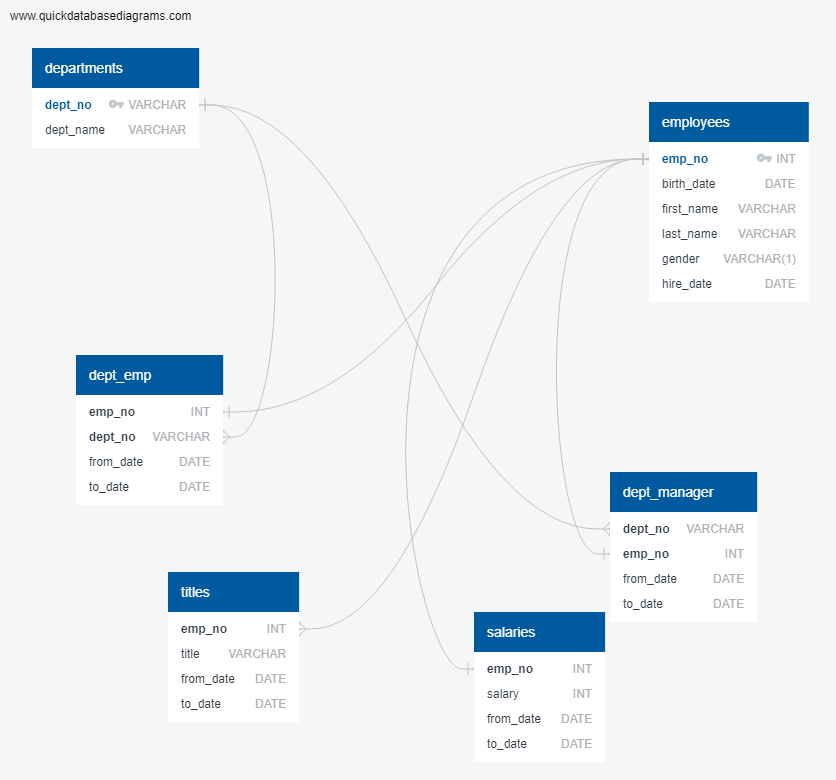 www.quickdatabasediagrams.com
departments
dept_no VARCHAR
dept_name VARCHAR
employees
emp_no INT
birth_date DATE
first_name VARCHAR
last_name VARCHAR
gender VARCHAR(1)
hire_date DATE
dept_emp
emp_no INT
dept_no VARCHAR
from_date DATE
to_date DATE
dept_manager
dept_no VARCHAR
emp_no INT
from_date DATE
to_date DATE
titles
emp_no INT
title VARCHAR
from_date DATE
to_date DATE
salaries
emp_no INT
salary INT
from_date DATE
to_date DATE